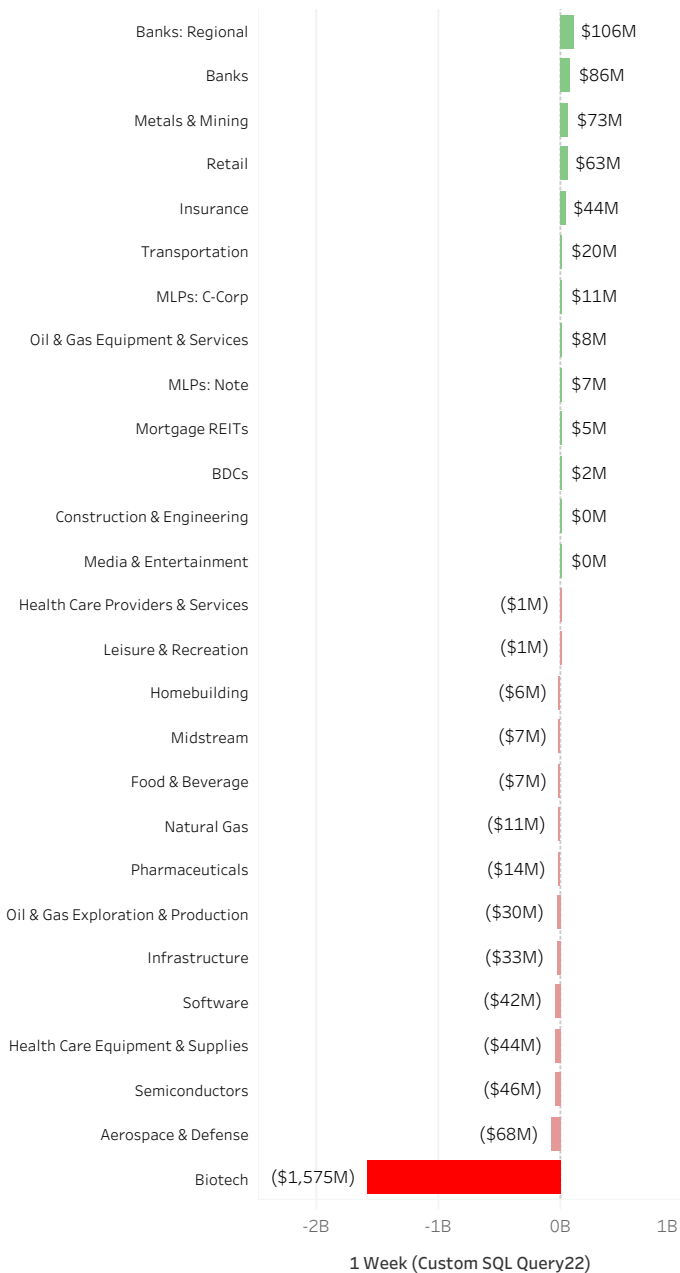 Banks: Regional $106M
Banks $86M
Metals & Mining $73M
Retail $63M
Insurance $44M
Transportation $20M
MLPs: C-Corp $11M
Oil & Gas Equipment & Services $8M
MLPs: Note $7M
Mortgage REITs $5M
BDCs $2M
Construction & Engineering $0M
Media & Entertainment $0M
Health Care Providers & Services ($1M)
Leisure & Recreation ($1M)
Homebuilding ($6M)
Midstream ($7M)
Food & Beverage ($7M)
Natural Gas ($11M)
Pharmaceuticals ($14M)
Oil & Gas Exploration & Production ($30M)
Infrastructure ($33M)
Software ($42M)
Health Care Equipment & Supplies ($44M)
Semiconductors ($46M)
Aerospace & Defense ($68M)
Biotech ($1,575M)
-2B -1B 0B 1B
1 Week (Custom SQL Query22)